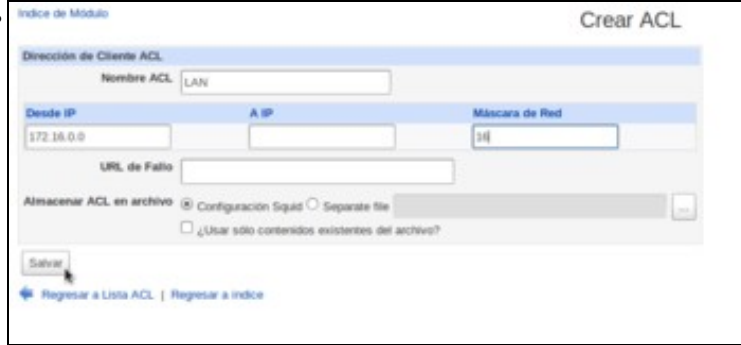 Indice de Módulo
Crear ACL
Dirección de Cliente ACL
Nombre ACL LAN
Desde IP A IP Máscara de Red
172.16.0.0 16
URL de Fallo
Almacenar ACL en archivo Configuración Squid Separate file ...
¿Usar sólo contenidos existentes del archivo?
Salvar
Regresar a Lista ACL | Regresar a indice